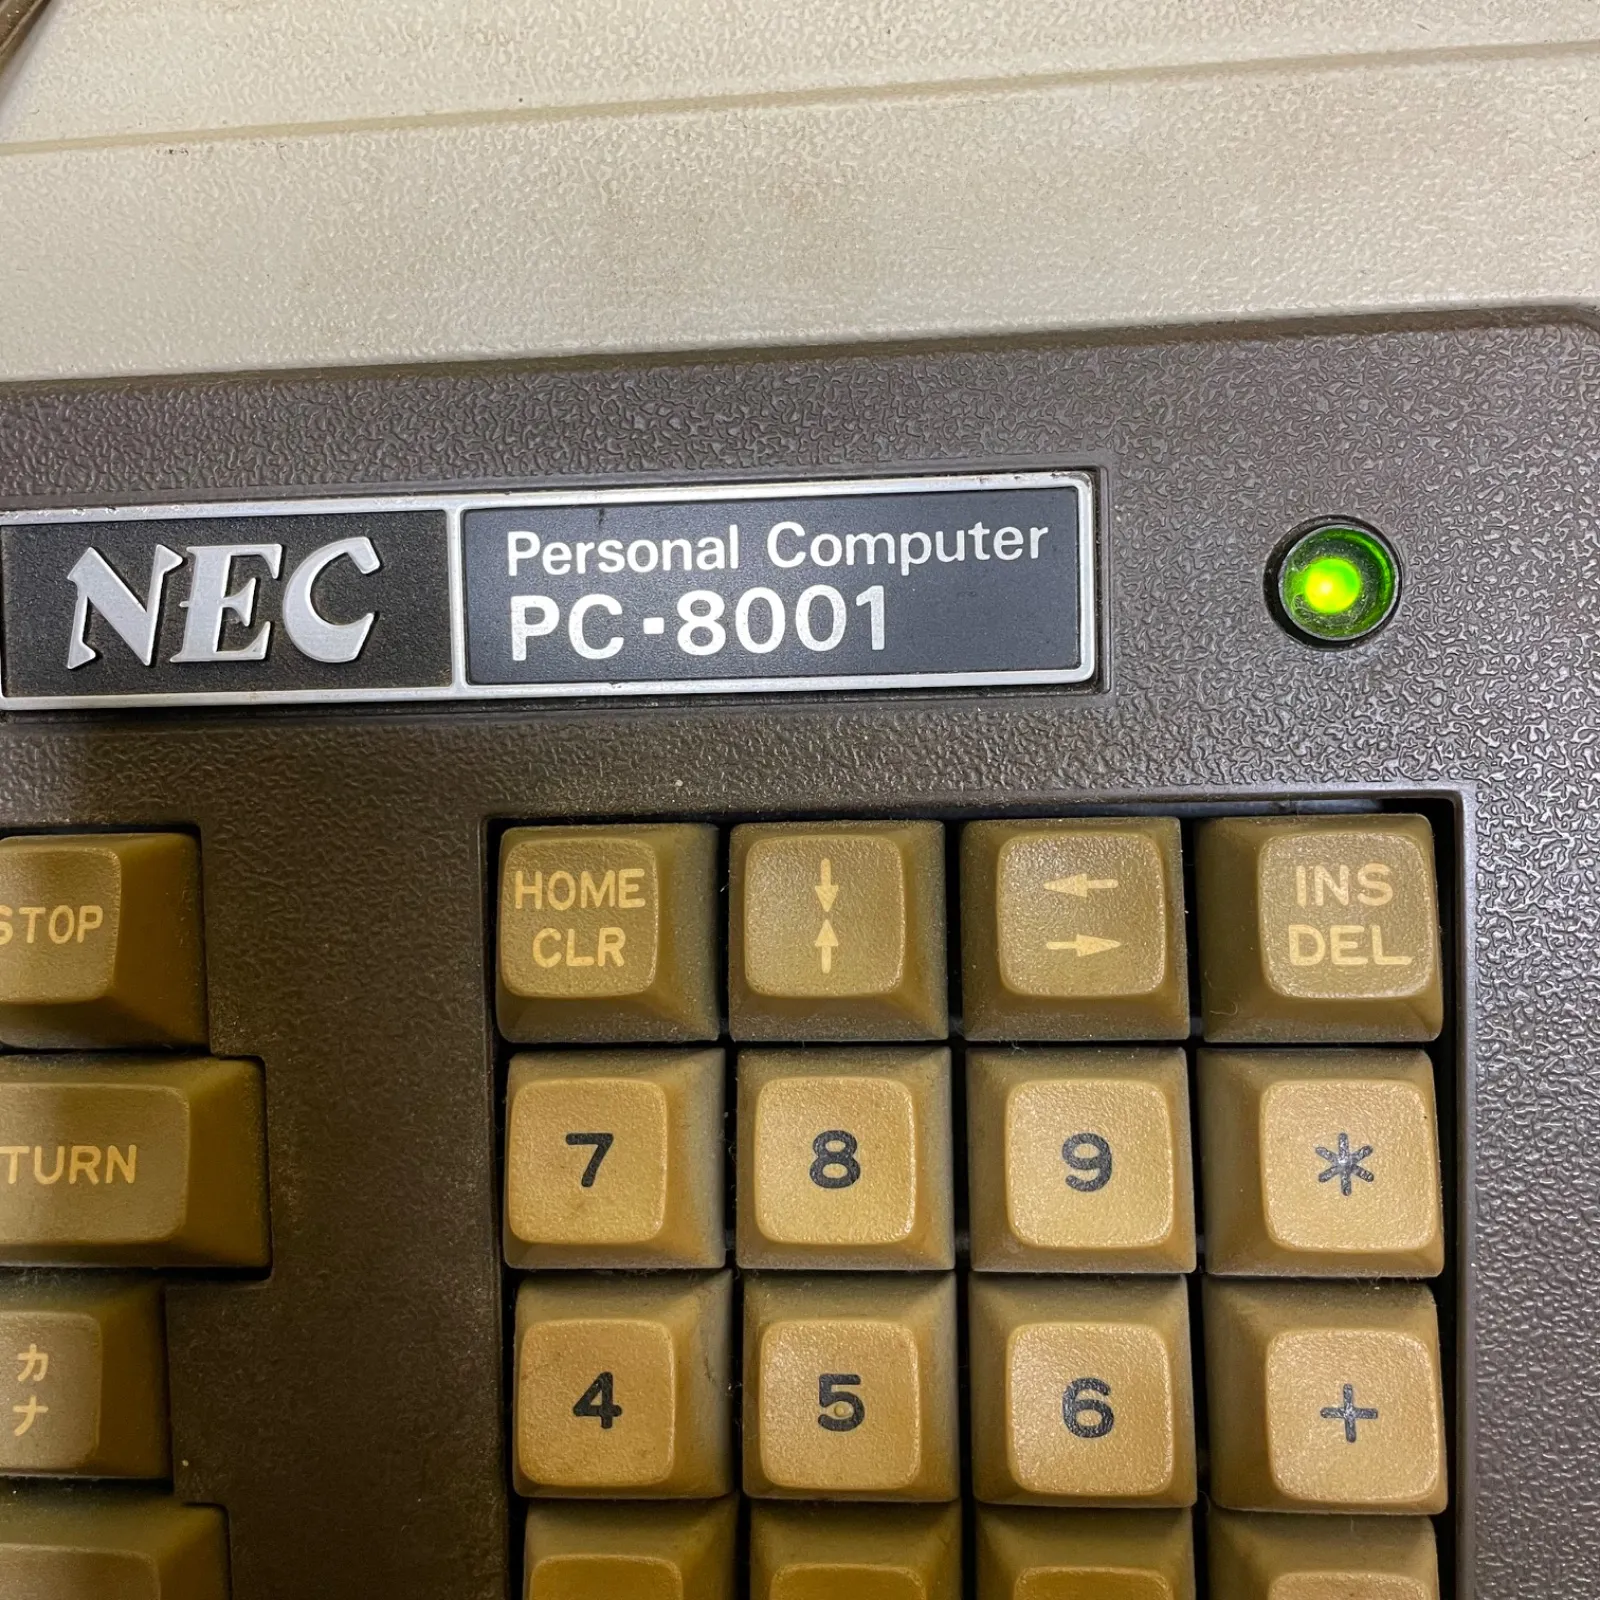 NEC
Personal Computer
PC-8001
STOP
HOME
CLR
↓
↑
←
→
INS
DEL
7
8
9
*
TURN
カ
ナ
4
5
6
+